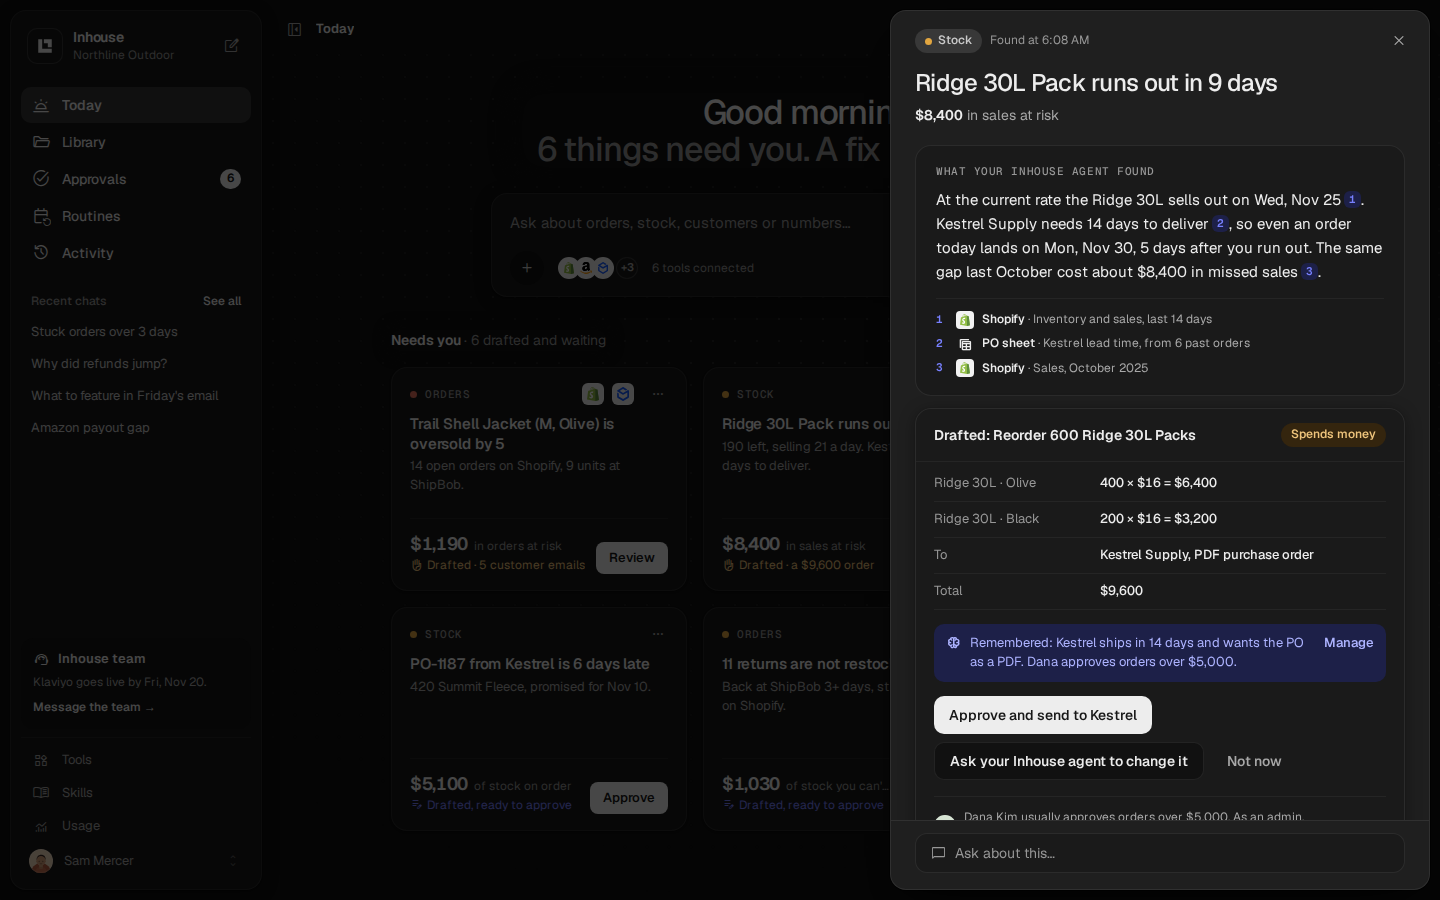 Inhouse
Northline Outdoor
Today
Library
Approvals
6
Routines
Activity
Recent chats
See all
Stuck orders over 3 days
Why did refunds jump?
What to feature in Friday's email
Amazon payout gap
Inhouse team
Klaviyo goes live by Fri, Nov 20.
Message the team →
Tools
Skills
Usage
Sam Mercer
Today
Good mornin
6 things need you. A fix
Ask about orders, stock, customers or numbers...
+3
6 tools connected
Needs you · 6 drafted and waiting
ORDERS
Trail Shell Jacket (M, Olive) is
oversold by 5
14 open orders on Shopify, 9 units at
ShipBob.
$1,190 in orders at risk
Drafted · 5 customer emails
Review
STOCK
Ridge 30L Pack runs ou
190 left, selling 21 a day. Kes
days to deliver.
$8,400 in sales at risk
Drafted · a $9,600 order
STOCK
PO-1187 from Kestrel is 6 days late
420 Summit Fleece, promised for Nov 10.
$5,100 of stock on order
Drafted, ready to approve
Approve
ORDERS
11 returns are not restoc
Back at ShipBob 3+ days, st
on Shopify.
$1,030 of stock you can'...
Drafted, ready to approve
Stock
Found at 6:08 AM
Ridge 30L Pack runs out in 9 days
$8,400 in sales at risk
WHAT YOUR INHOUSE AGENT FOUND
At the current rate the Ridge 30L sells out on Wed, Nov 25 1.
Kestrel Supply needs 14 days to deliver 2, so even an order
today lands on Mon, Nov 30, 5 days after you run out. The same
gap last October cost about $8,400 in missed sales 3.
1 Shopify · Inventory and sales, last 14 days
2 PO sheet · Kestrel lead time, from 6 past orders
3 Shopify · Sales, October 2025
Drafted: Reorder 600 Ridge 30L Packs
Spends money
Ridge 30L · Olive 400 × $16 = $6,400
Ridge 30L · Black 200 × $16 = $3,200
To Kestrel Supply, PDF purchase order
Total $9,600
Remembered: Kestrel ships in 14 days and wants the PO
as a PDF. Dana approves orders over $5,000.
Manage
Approve and send to Kestrel
Ask your Inhouse agent to change it
Not now
Dana Kim usually approves orders over $5,000. As an admin,
Ask about this...